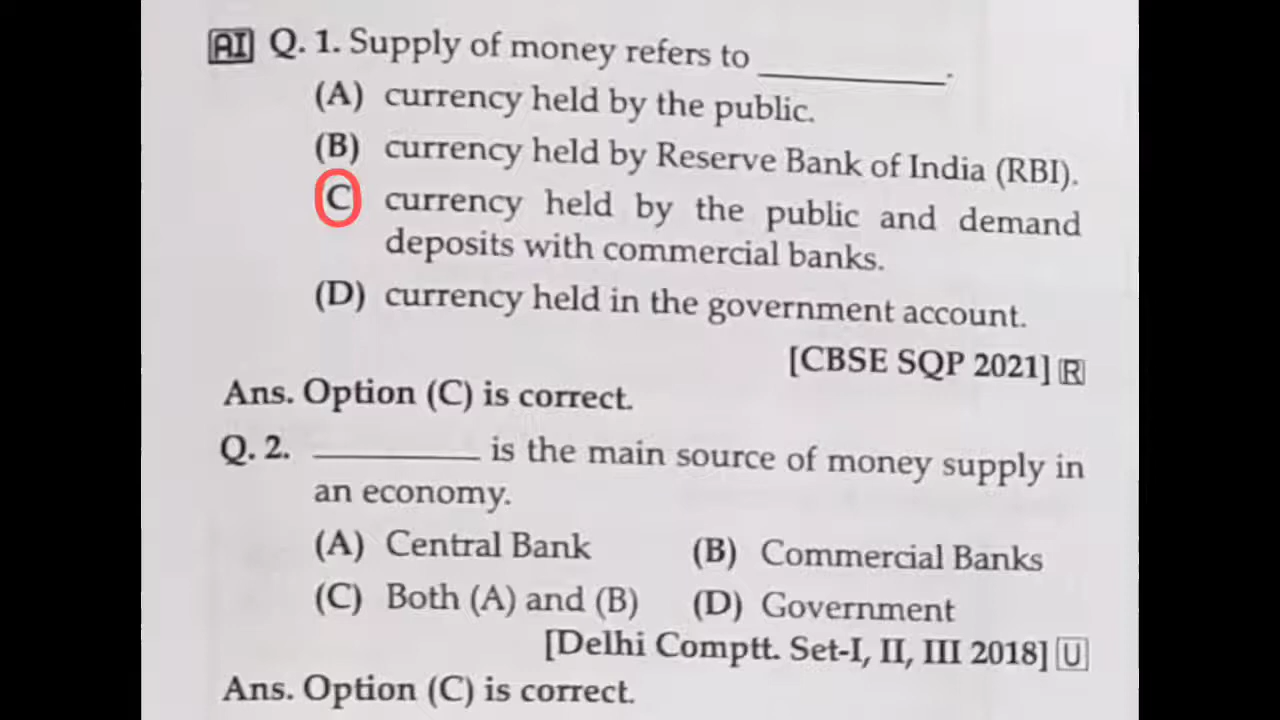 AI Q. 1. Supply of money refers to __________.
(A) currency held by the public.
(B) currency held by Reserve Bank of India (RBI).
C currency held by the public and demand
deposits with commercial banks.
(D) currency held in the government account.
[CBSE SQP 2021] R
Ans. Option (C) is correct.
Q. 2. __________ is the main source of money supply in
an economy.
(A) Central Bank (B) Commercial Banks
(C) Both (A) and (B) (D) Government
[Delhi Comptt. Set-I, II, III 2018] U
Ans. Option (C) is correct.